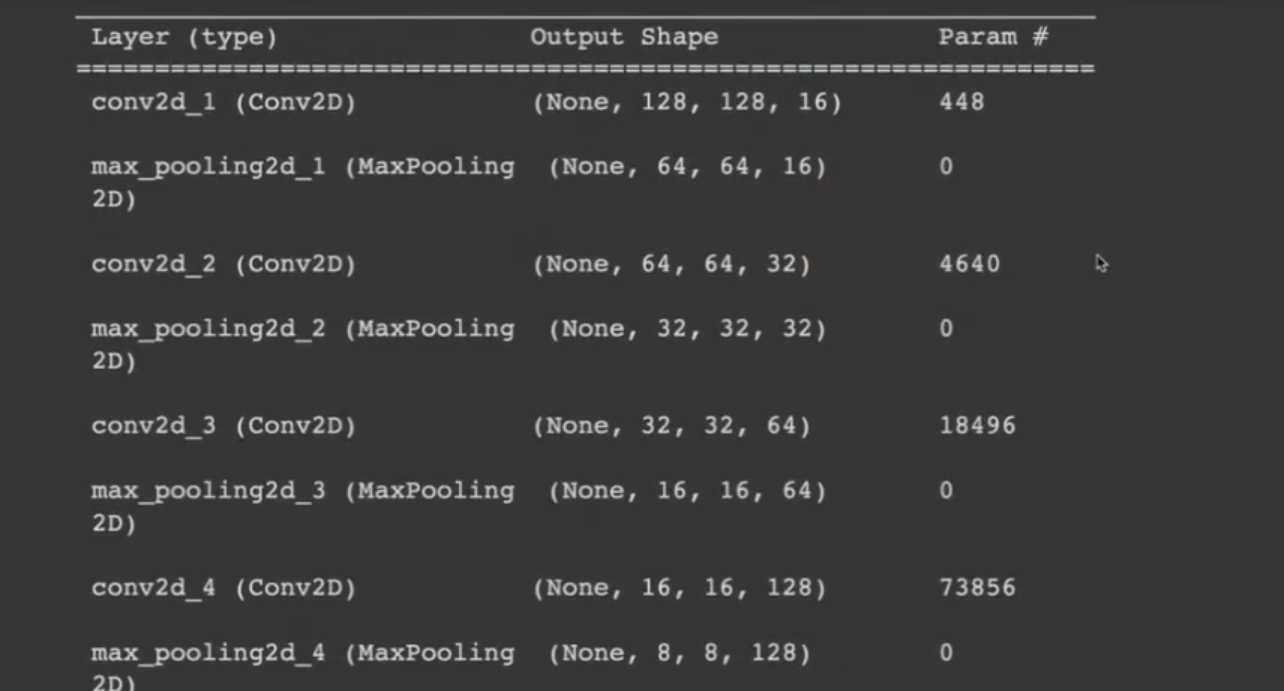 Layer (type) Output Shape Param #
=================================================================
conv2d_1 (Conv2D) (None, 128, 128, 16) 448
max_pooling2d_1 (MaxPooling (None, 64, 64, 16) 0
2D)
conv2d_2 (Conv2D) (None, 64, 64, 32) 4640
max_pooling2d_2 (MaxPooling (None, 32, 32, 32) 0
2D)
conv2d_3 (Conv2D) (None, 32, 32, 64) 18496
max_pooling2d_3 (MaxPooling (None, 16, 16, 64) 0
2D)
conv2d_4 (Conv2D) (None, 16, 16, 128) 73856
max_pooling2d_4 (MaxPooling (None, 8, 8, 128) 0
2D)